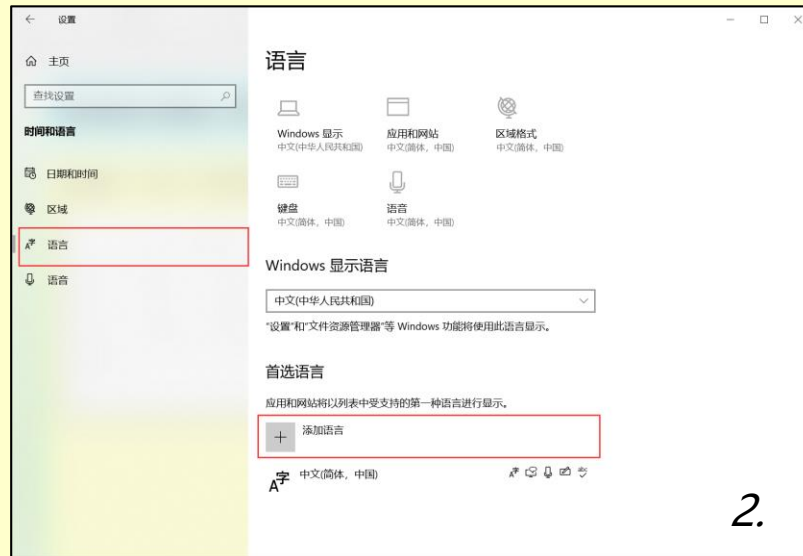 设置
主页
查找设置
时间和语言
日期和时间
区域
语言
语音
语言
Windows 显示
中文(中华人民共和国)
应用和网站
中文(简体，中国)
区域格式
中文(简体，中国)
键盘
中文(简体，中国)
语音
中文(简体，中国)
Windows 显示语言
中文(中华人民共和国)
"设置"和"文件资源管理器"等 Windows 功能将使用此语言显示。
首选语言
应用和网站将以列表中受支持的第一种语言进行显示。
添加语言
中文(简体，中国)
2.